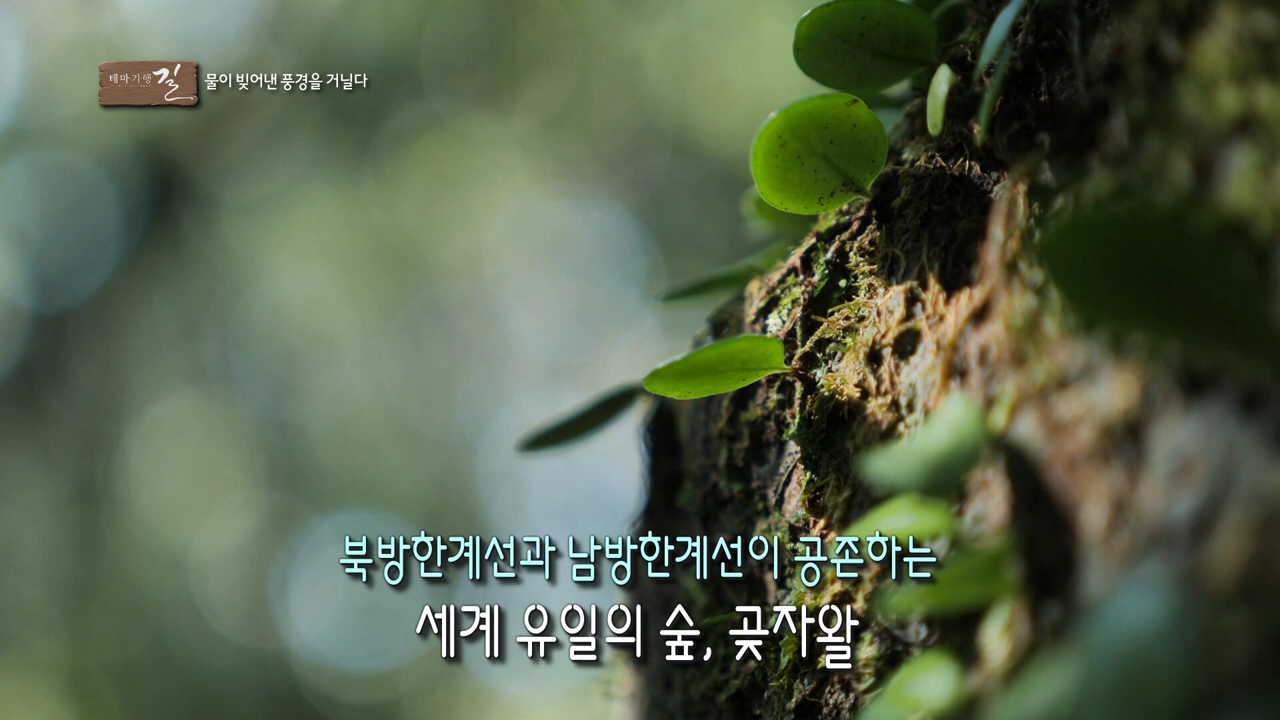 테마기행 길 물이 빚어낸 풍경을 거닐다
북방한계선과 남방한계선이 공존하는
세계 유일의 숲, 곶자왈